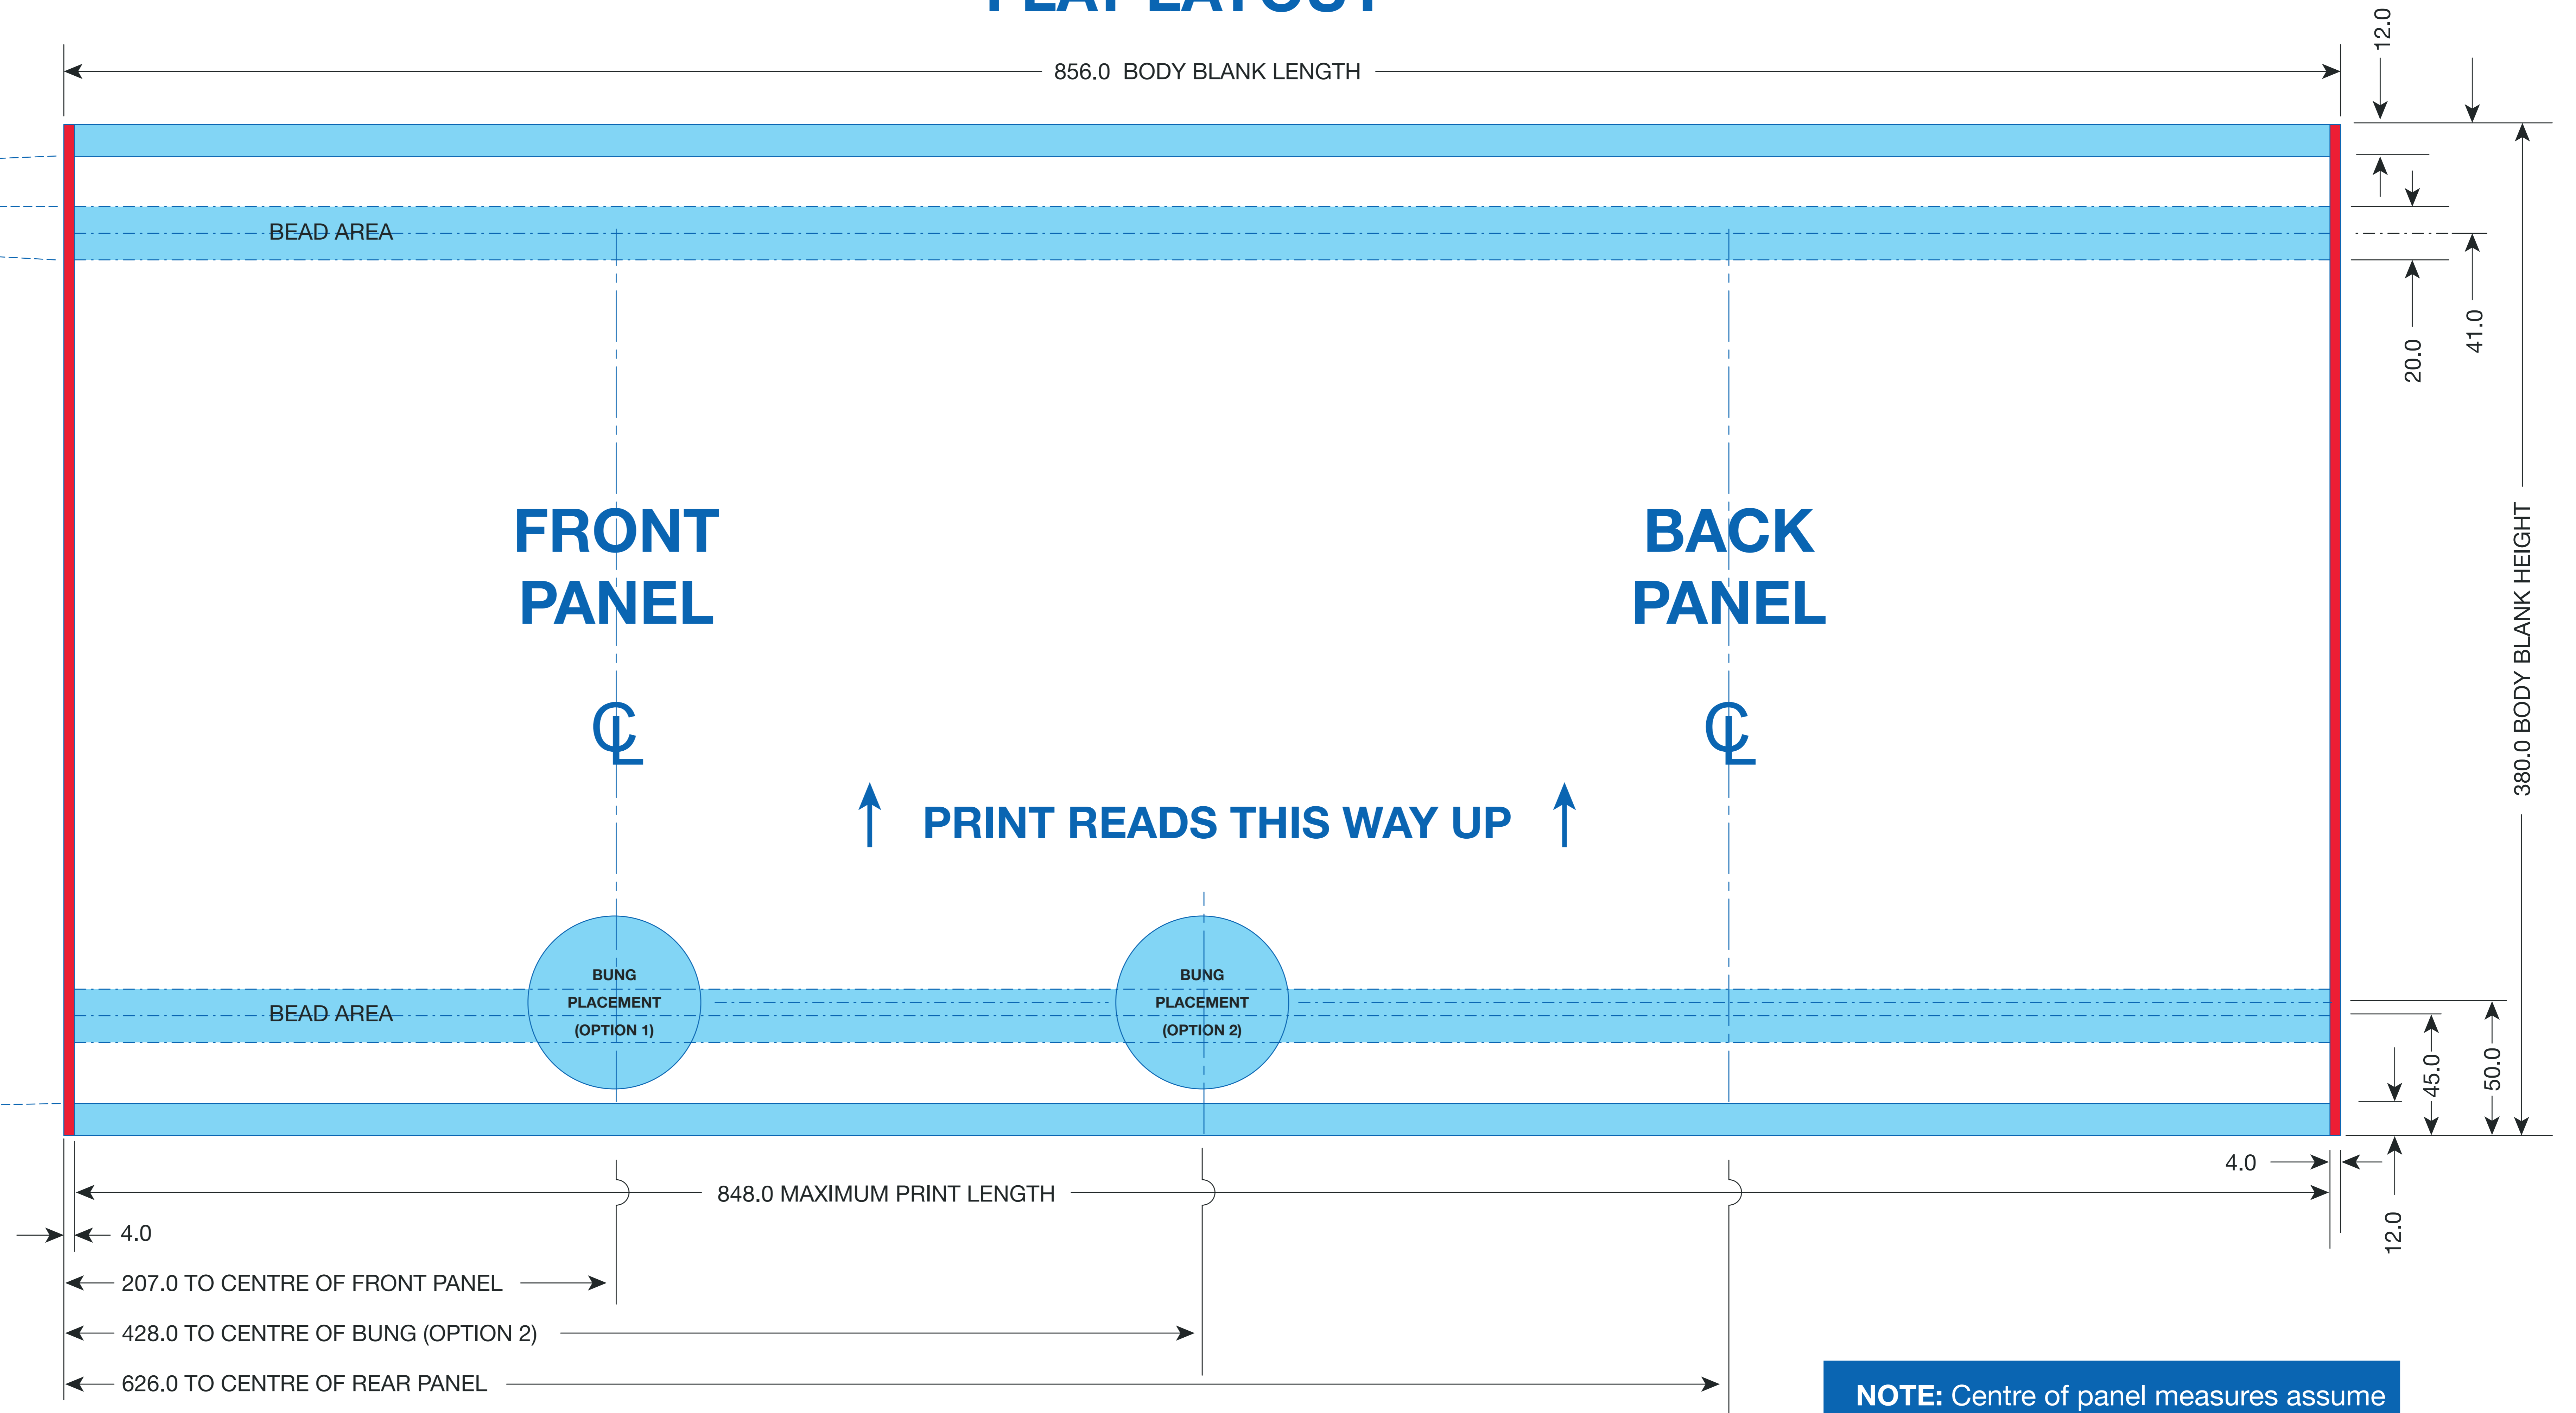 FLAT LAYOUT
12.0
856.0 BODY BLANK LENGTH
BEAD AREA
41.0
20.0
FRONT
PANEL
BACK
PANEL
380.0 BODY BLANK HEIGHT
CL
CL
PRINT READS THIS WAY UP
BUNG
PLACEMENT
(OPTION 1)
BUNG
PLACEMENT
(OPTION 2)
BEAD AREA
45.0
50.0
4.0
848.0 MAXIMUM PRINT LENGTH
12.0
4.0
207.0 TO CENTRE OF FRONT PANEL
428.0 TO CENTRE OF BUNG (OPTION 2)
626.0 TO CENTRE OF REAR PANEL
NOTE: Centre of panel measures assume